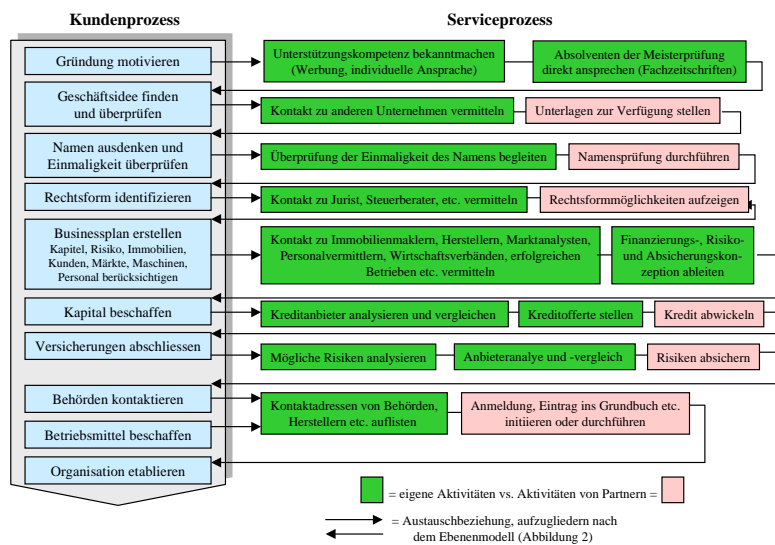 Kundenprozess
Serviceprozess
Gründung motivieren
Unterstützungskompetenz bekanntmachen
(Werbung, individuelle Ansprache)
Absolventen der Meisterprüfung
direkt ansprechen (Fachzeitschriften)
Geschäftsidee finden
und überprüfen
Kontakt zu anderen Unternehmen vermitteln
Unterlagen zur Verfügung stellen
Namen ausdenken und
Einmaligkeit überprüfen
Überprüfung der Einmaligkeit des Namens begleiten
Namensprüfung durchführen
Rechtsform identifizieren
Kontakt zu Jurist, Steuerberater, etc. vermitteln
Rechtsformmöglichkeiten aufzeigen
Businessplan erstellen
Kapitel, Risiko, Immobilien,
Kunden, Märkte, Maschinen,
Personal berücksichtigen
Kontakt zu Immobilienmaklern, Herstellern, Marktanalysten,
Personalvermittlern, Wirtschaftsverbänden, erfolgreichen
Betrieben etc. vermitteln
Finanzierungs-, Risiko-
und Absicherungskon-
zeption ableiten
Kapital beschaffen
Kreditanbieter analysieren und vergleichen
Kreditofferte stellen
Kredit abwickeln
Versicherungen abschliessen
Mögliche Risiken analysieren
Anbieteranalyse und -vergleich
Risiken absichern
Behörden kontaktieren
Kontaktadressen von Behörden,
Herstellern etc. auflisten
Anmeldung, Eintrag ins Grundbuch etc.
initiieren oder durchführen
Betriebsmittel beschaffen
Organisation etablieren
= eigene Aktivitäten vs. Aktivitäten von Partnern =
= Austauschbeziehung, aufzugliedern nach
dem Ebenenmodell (Abbildung 2)